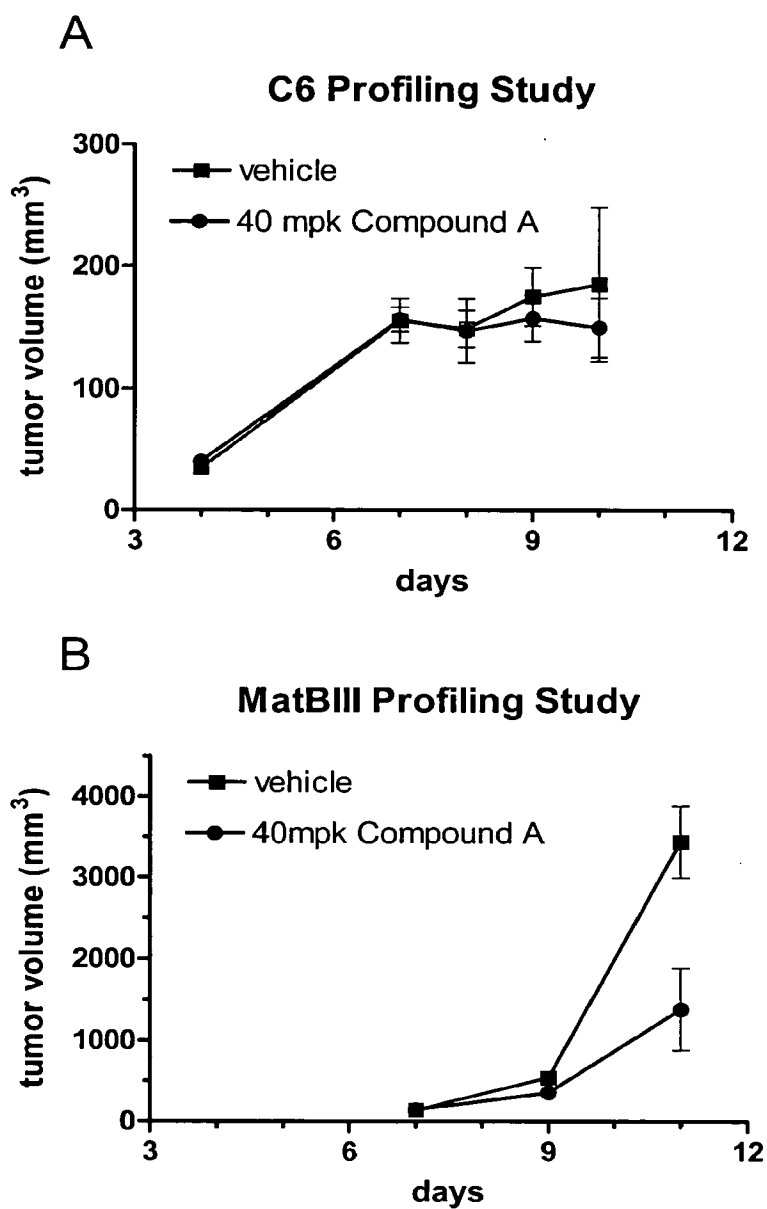 A
C6 Profiling Study
300
vehicle
40 mpk Compound A
200
tumor volume (mm³)
100
0
3 6 9 12
days
B
MatBIII Profiling Study
vehicle
4000
40mpk Compound A
3000
tumor volume (mm³)
2000
1000
0
3 6 9 12
days